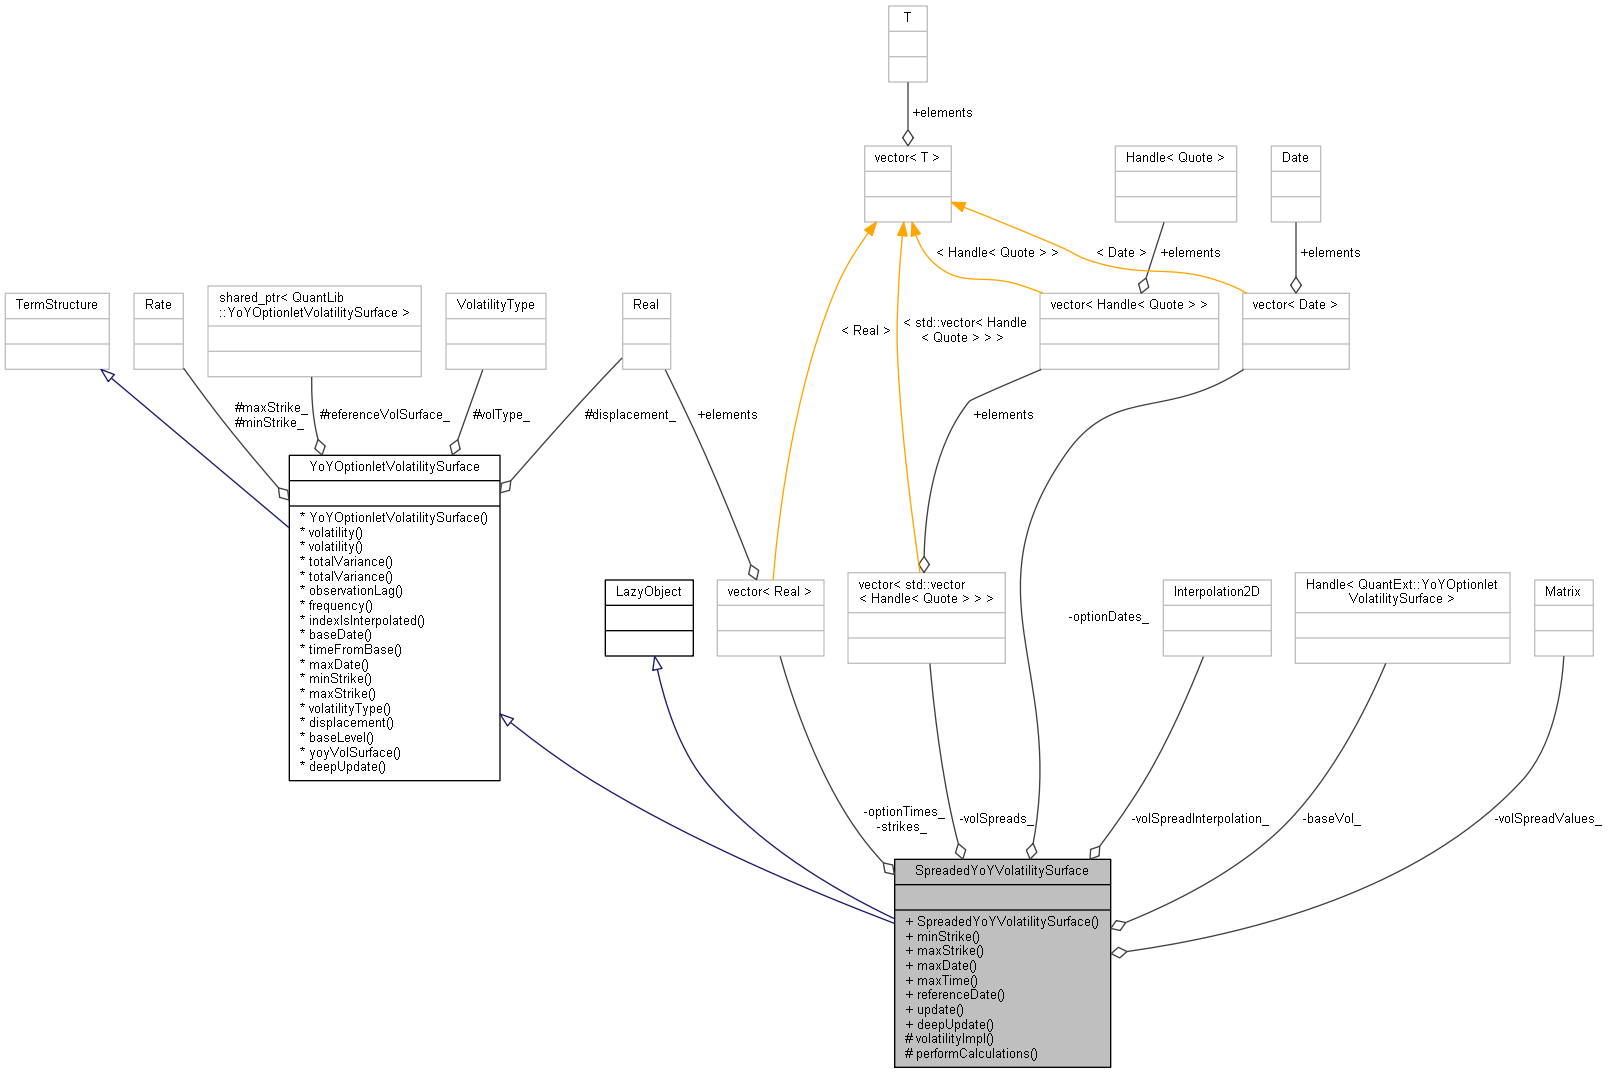 T
+elements
vector< T >
Handle< Quote >
Date
< Handle< Quote > >
< Date >
+elements
+elements
TermStructure
Rate
shared_ptr< QuantLib
::YoYOptionletVolatilitySurface >
VolatilityType
Real
vector< Handle< Quote > >
vector< Date >
< Real >
< std::vector< Handle
< Quote > > >
#maxStrike_
#minStrike_
#referenceVolSurface_
#volType_
#displacement_
+elements
+elements
YoYOptionletVolatilitySurface
* YoYOptionletVolatilitySurface()
* volatility()
* volatility()
* totalVariance()
* totalVariance()
* observationLag()
* frequency()
* indexIsInterpolated()
* baseDate()
* timeFromBase()
* maxDate()
* minStrike()
* maxStrike()
* volatilityType()
* displacement()
* baseLevel()
* yoyVolSurface()
* deepUpdate()
LazyObject
vector< Real >
vector< std::vector
< Handle< Quote > > >
-optionDates_
Interpolation2D
Handle< QuantExt::YoYOptionlet
VolatilitySurface >
Matrix
-optionTimes_
-strikes_
-volSpreads_
-volSpreadInterpolation_
-baseVol_
-volSpreadValues_
SpreadedYoYVolatilitySurface
+ SpreadedYoYVolatilitySurface()
+ minStrike()
+ maxStrike()
+ maxDate()
+ maxTime()
+ referenceDate()
+ update()
+ deepUpdate()
# volatilityImpl()
# performCalculations()